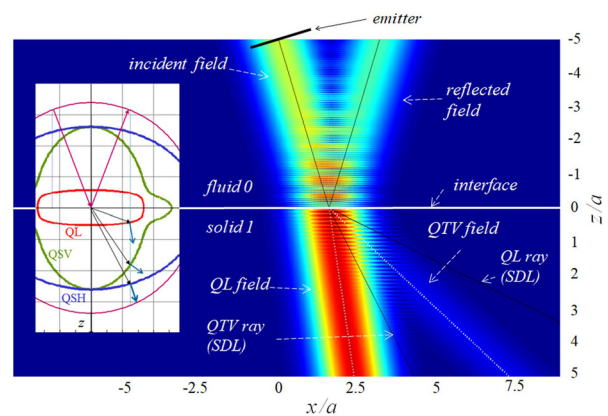 emitter
incident field
reflected
field
fluid 0
interface
solid 1
QTV field
QL ray
(SDL)
QL field
QTV ray
(SDL)
QL
QSV
QSH
z
-5
-4
-3
-2
-1
0
1
2
3
4
5
z/a
-5
-2.5
0
2.5
5
7.5
x/a